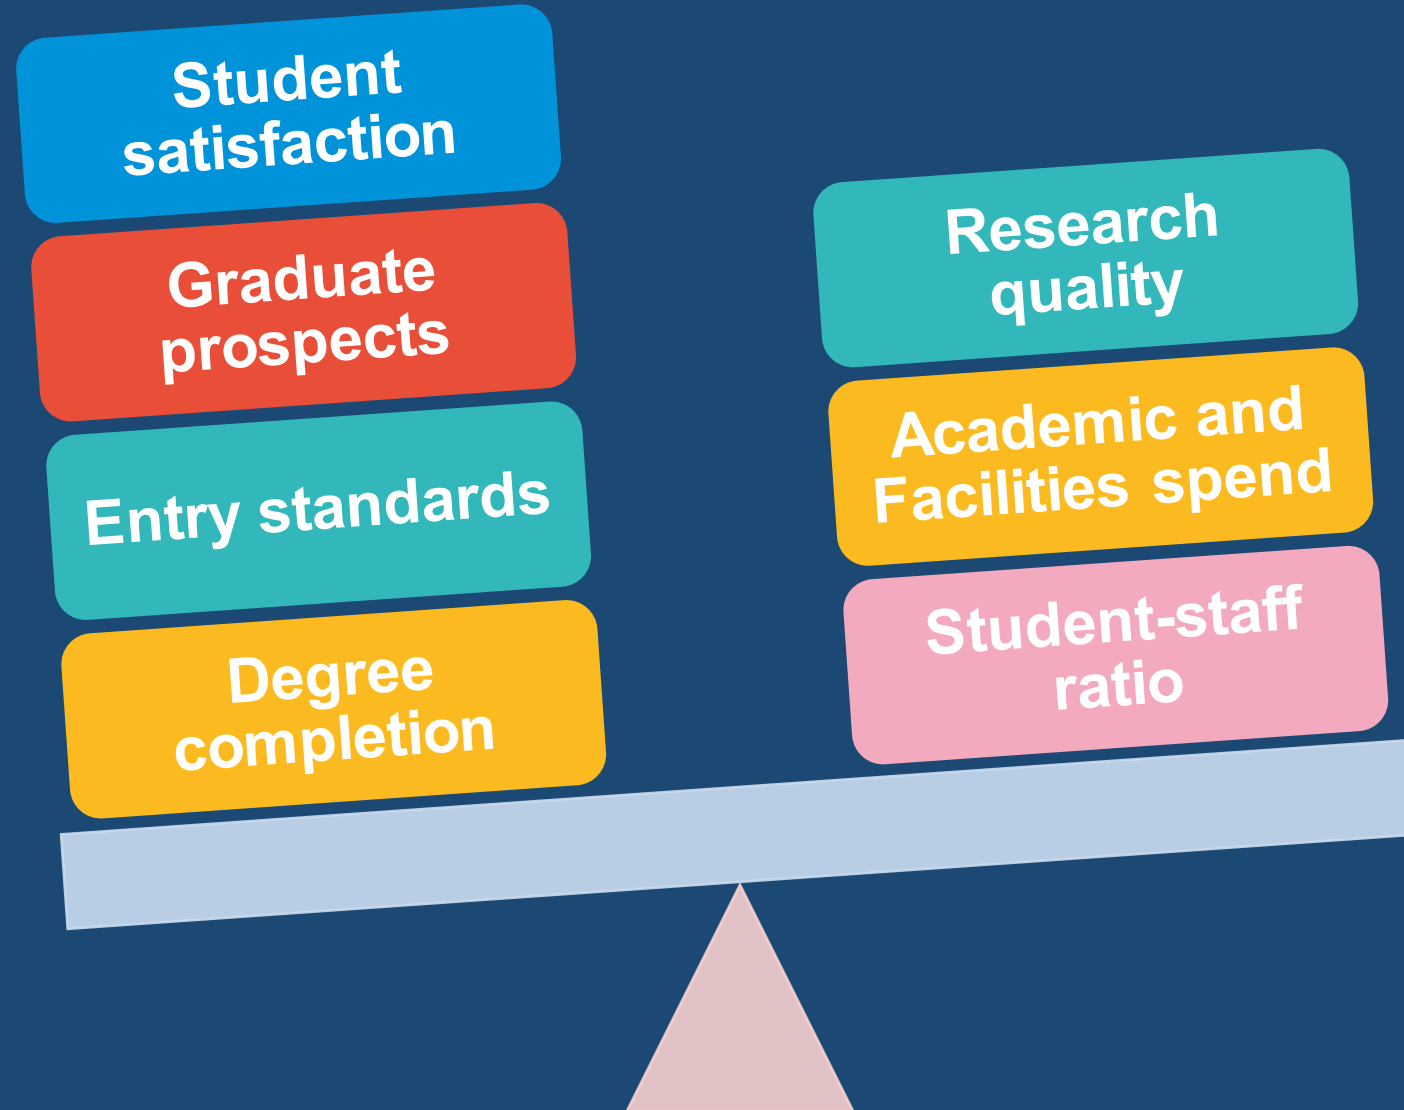 Student
satisfaction
Graduate
prospects
Entry standards
Degree
completion
Research
quality
Academic and
Facilities spend
Student-staff
ratio